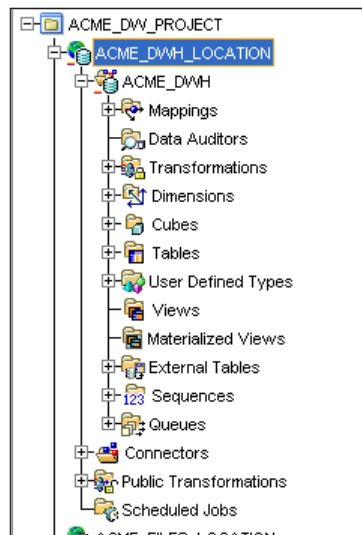 ACME_DW_PROJECT
ACME_DWH_LOCATION
ACME_DWH
Mappings
Data Auditors
Transformations
Dimensions
Cubes
Tables
User Defined Types
Views
Materialized Views
External Tables
123 Sequences
Queues
Connectors
Public Transformations
Scheduled Jobs
ACME_FILES_LOCATION